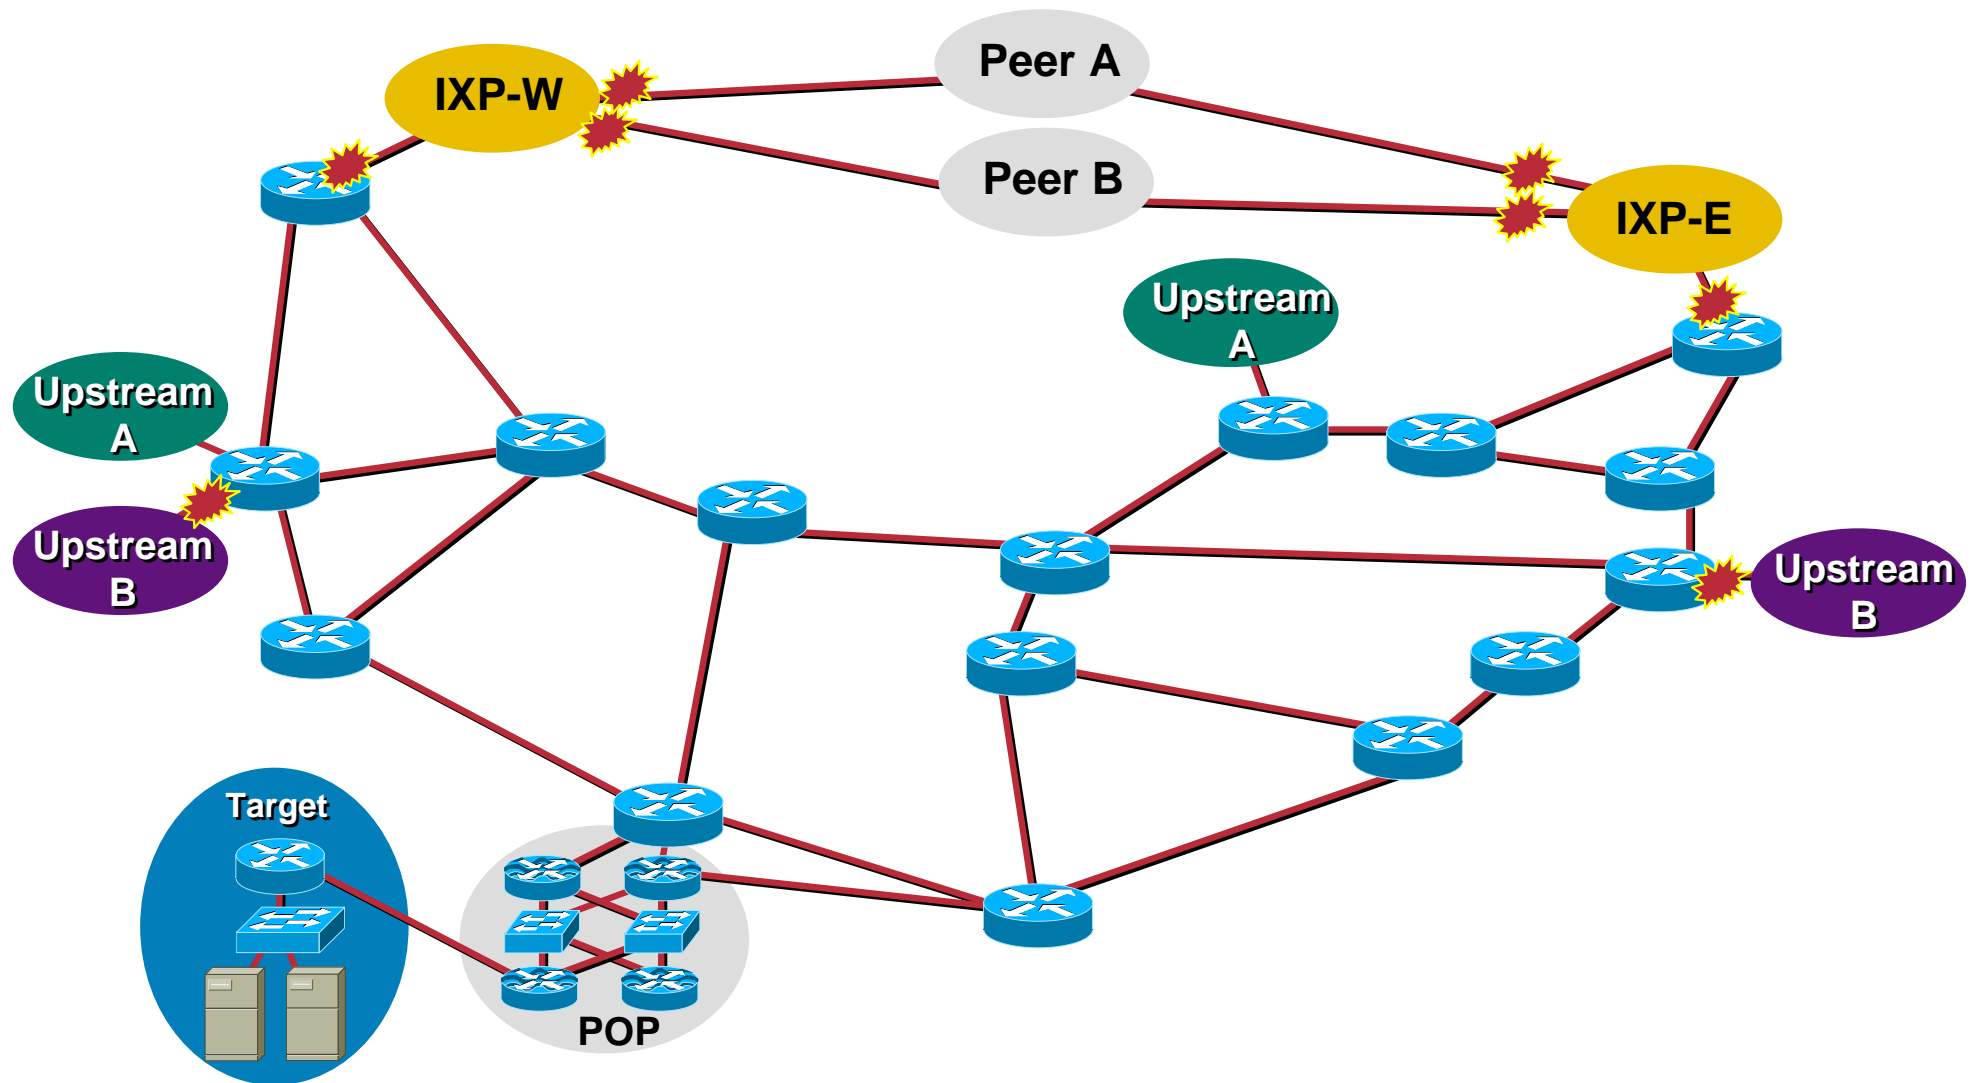 Peer A
IXP-W
Peer B
IXP-E
Upstream
A
Upstream
A
Upstream
B
Upstream
B
Target
POP